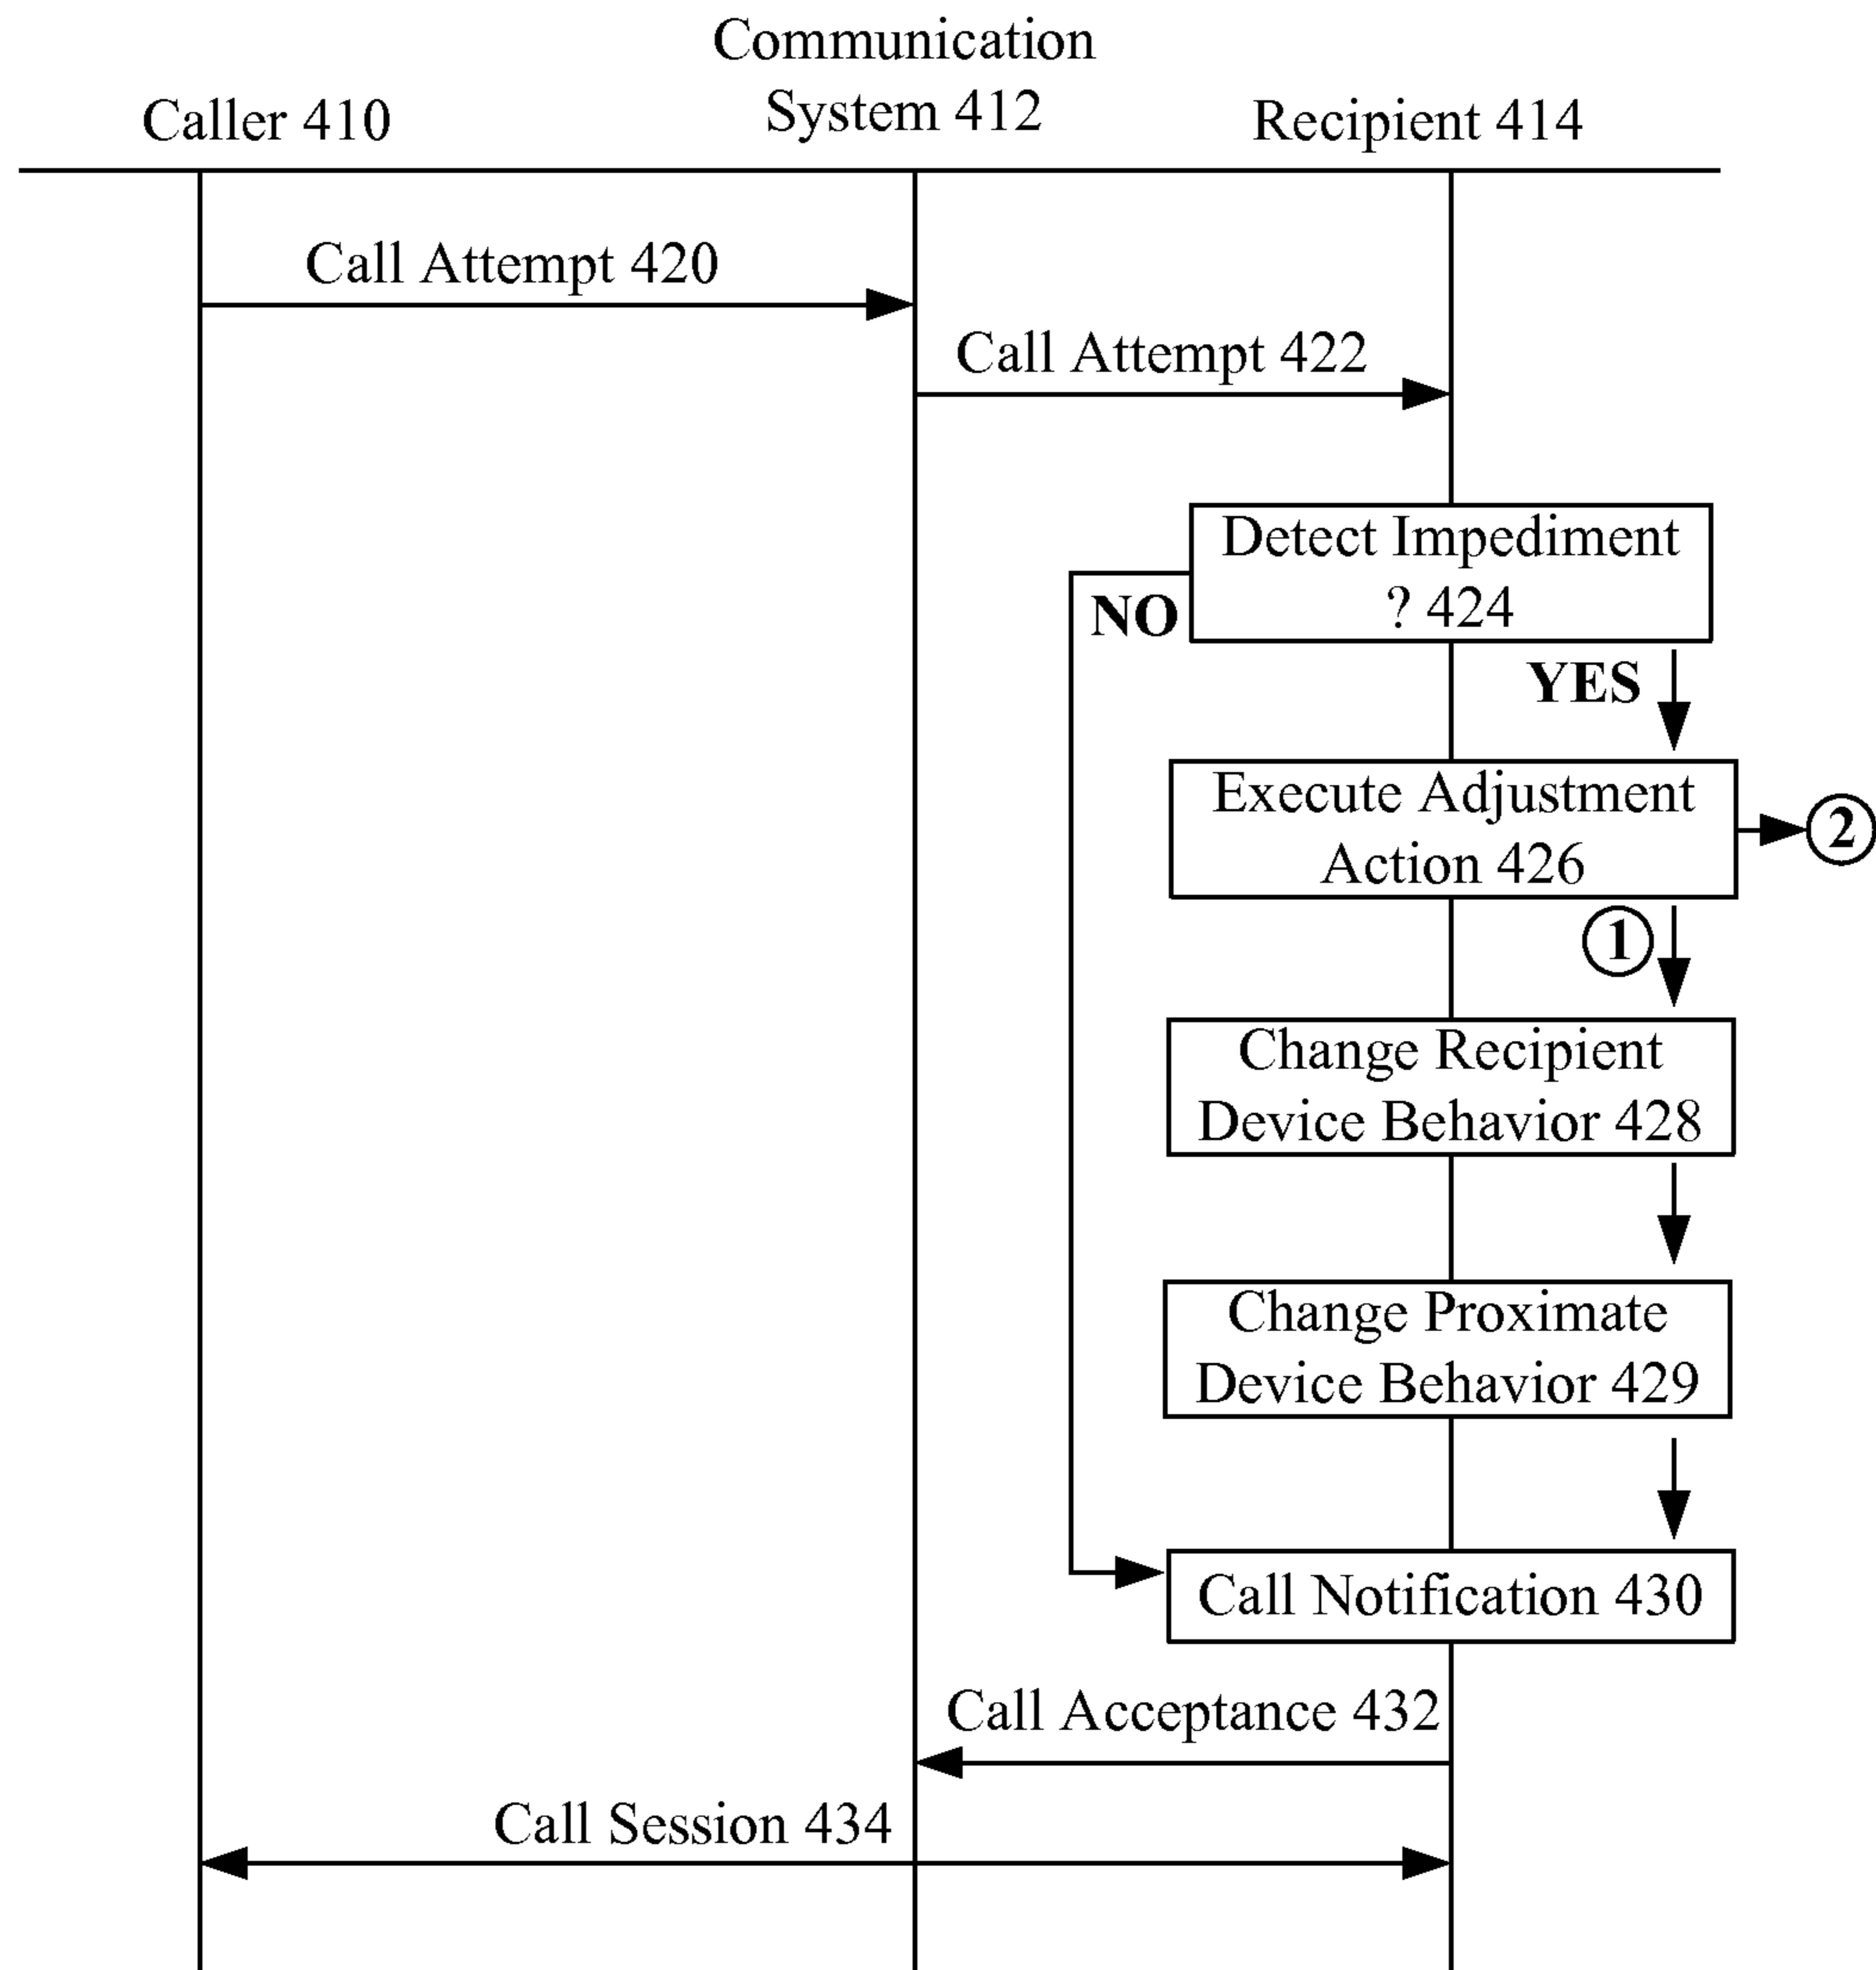 Communication
System 412
Caller 410
Recipient 414
Call Attempt 420
Call Attempt 422
Detect Impediment
? 424
NO
YES
Execute Adjustment
Action 426
2
1
Change Recipient
Device Behavior 428
Change Proximate
Device Behavior 429
Call Notification 430
Call Acceptance 432
Call Session 434